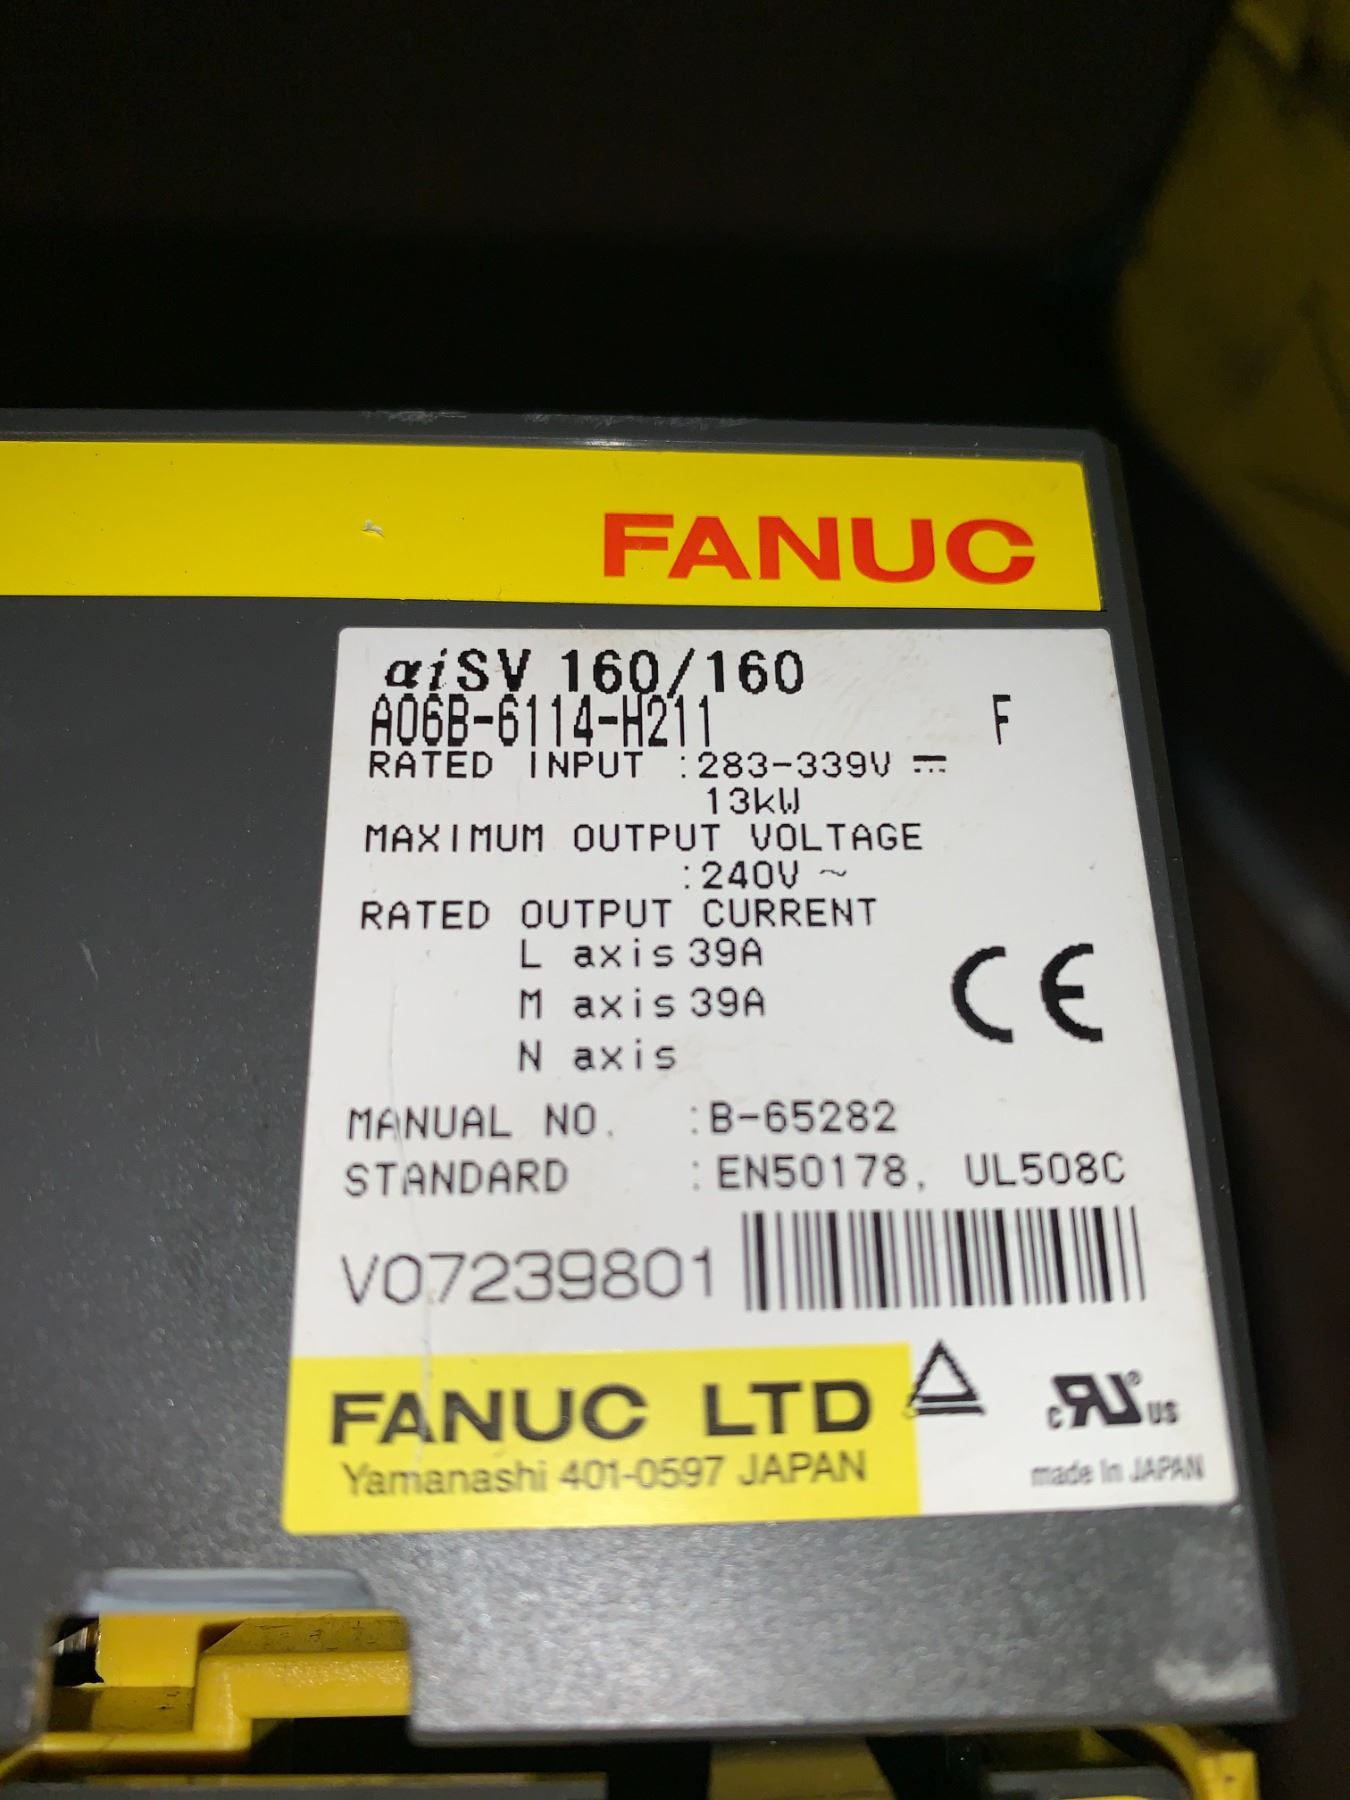 FANUC
αiSV 160/160
A06B-6114-H211 F
RATED INPUT :283-339V ⎓
13kW
MAXIMUM OUTPUT VOLTAGE
:240V ~
RATED OUTPUT CURRENT
L axis 39A
M axis 39A
N axis
CE
MANUAL NO. :B-65282
STANDARD :EN50178, UL508C
V07239801
FANUC LTD
Yamanashi 401-0597 JAPAN
c RU® US
made in JAPAN